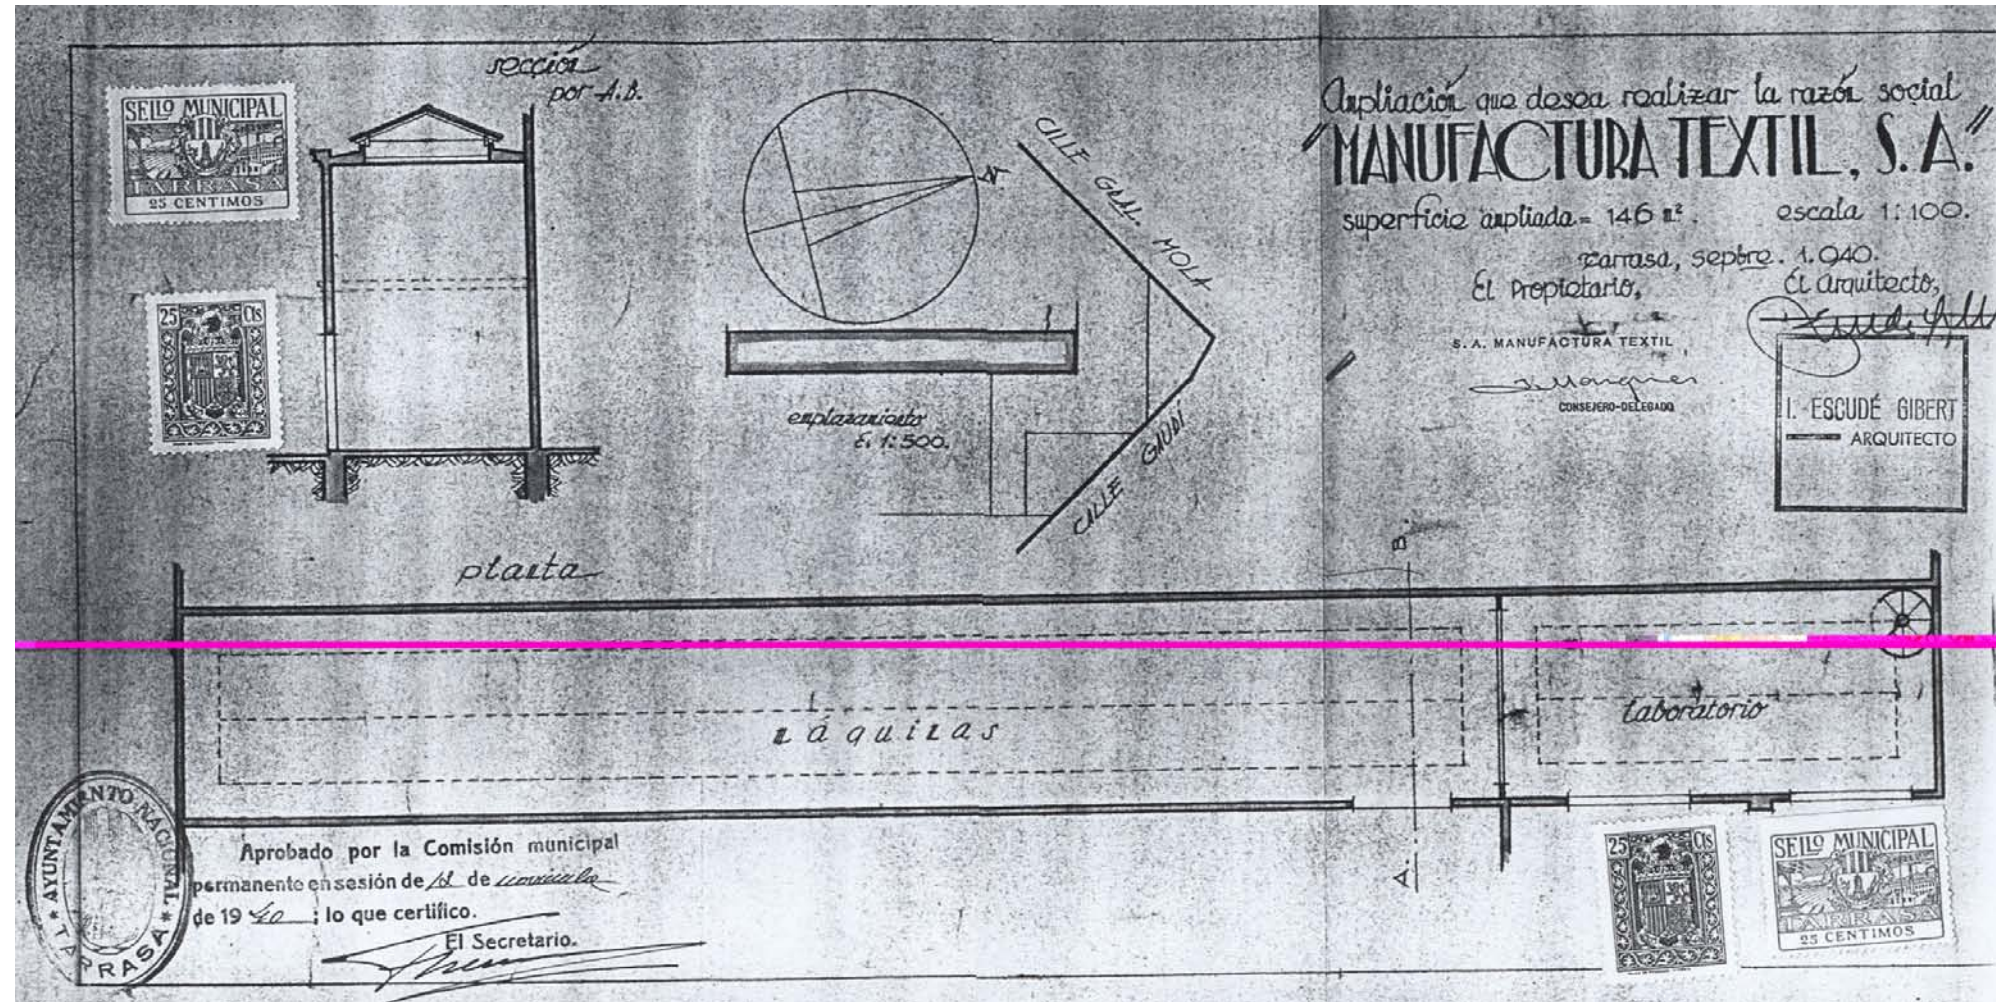 sección
por A.B.
SELLO MUNICIPAL
TARRASA
25 CENTIMOS
25 Cts
N
CALLE GRAL. MOLA
CALLE GAUDÍ
emplazamiento
E. 1:500.
Ampliación que desea realizar la razón social
"MANUFACTURA TEXTIL, S.A."
superficie ampliada = 146 m². escala 1:100.
Tarrasa, sepbre. 1.940.
El Propietario, El Arquitecto,
S. A. MANUFACTURA TEXTIL
CONSEJERO-DELEGADO
I. ESCUDÉ GIBERT
ARQUITECTO
planta
B.
máquinas
laboratorio
A.
AYUNTAMIENTO NACIONAL * TARRASA *
Aprobado por la Comisión municipal
permanente en sesión de de
de 19 40 ; lo que certifico.
El Secretario.
25 Cts
SELLO MUNICIPAL
TARRASA
25 CENTIMOS